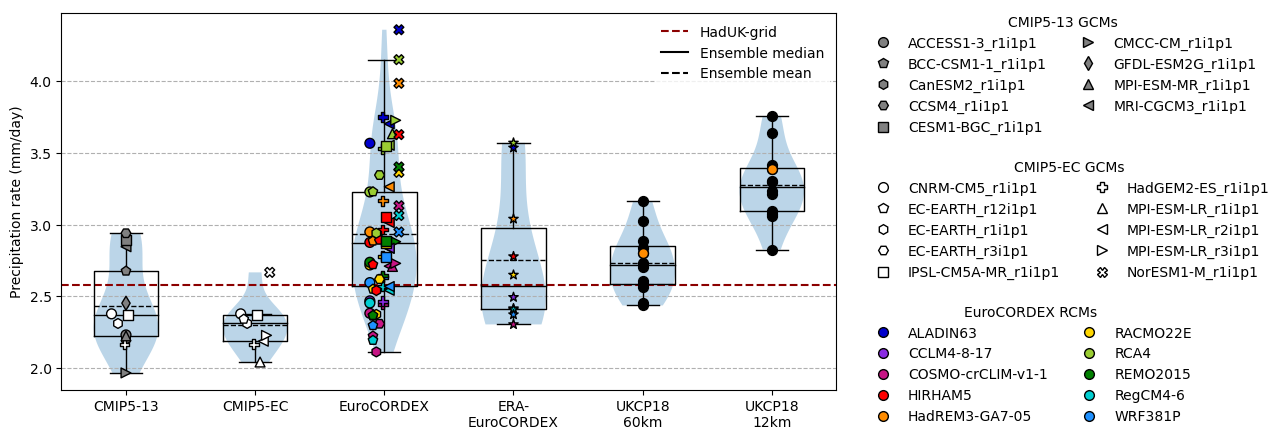 Precipitation rate (mm/day)
4.0
3.5
3.0
2.5
2.0
HadUK-grid
Ensemble median
Ensemble mean
CMIP5-13
CMIP5-EC
EuroCORDEX
ERA-
EuroCORDEX
UKCP18
60km
UKCP18
12km
CMIP5-13 GCMs
ACCESS1-3_r1i1p1
BCC-CSM1-1_r1i1p1
CanESM2_r1i1p1
CCSM4_r1i1p1
CESM1-BGC_r1i1p1
CMCC-CM_r1i1p1
GFDL-ESM2G_r1i1p1
MPI-ESM-MR_r1i1p1
MRI-CGCM3_r1i1p1
CMIP5-EC GCMs
CNRM-CM5_r1i1p1
EC-EARTH_r12i1p1
EC-EARTH_r1i1p1
EC-EARTH_r3i1p1
IPSL-CM5A-MR_r1i1p1
HadGEM2-ES_r1i1p1
MPI-ESM-LR_r1i1p1
MPI-ESM-LR_r2i1p1
MPI-ESM-LR_r3i1p1
NorESM1-M_r1i1p1
EuroCORDEX RCMs
ALADIN63
CCLM4-8-17
COSMO-crCLIM-v1-1
HIRHAM5
HadREM3-GA7-05
RACMO22E
RCA4
REMO2015
RegCM4-6
WRF381P